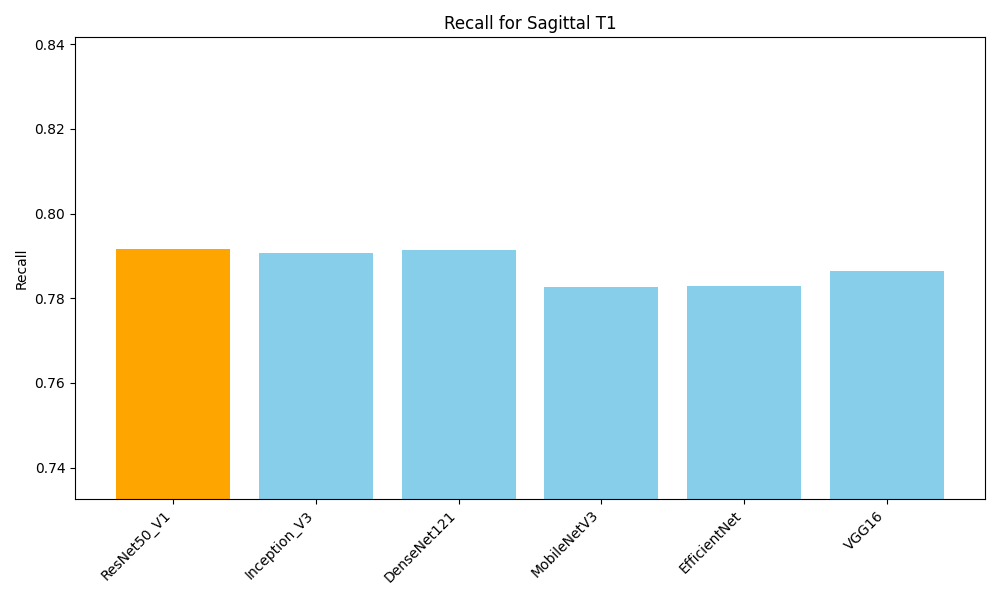 Recall for Sagittal T1
Recall
0.84
0.82
0.80
0.78
0.76
0.74
ResNet50_V1
Inception_V3
DenseNet121
MobileNetV3
EfficientNet
VGG16